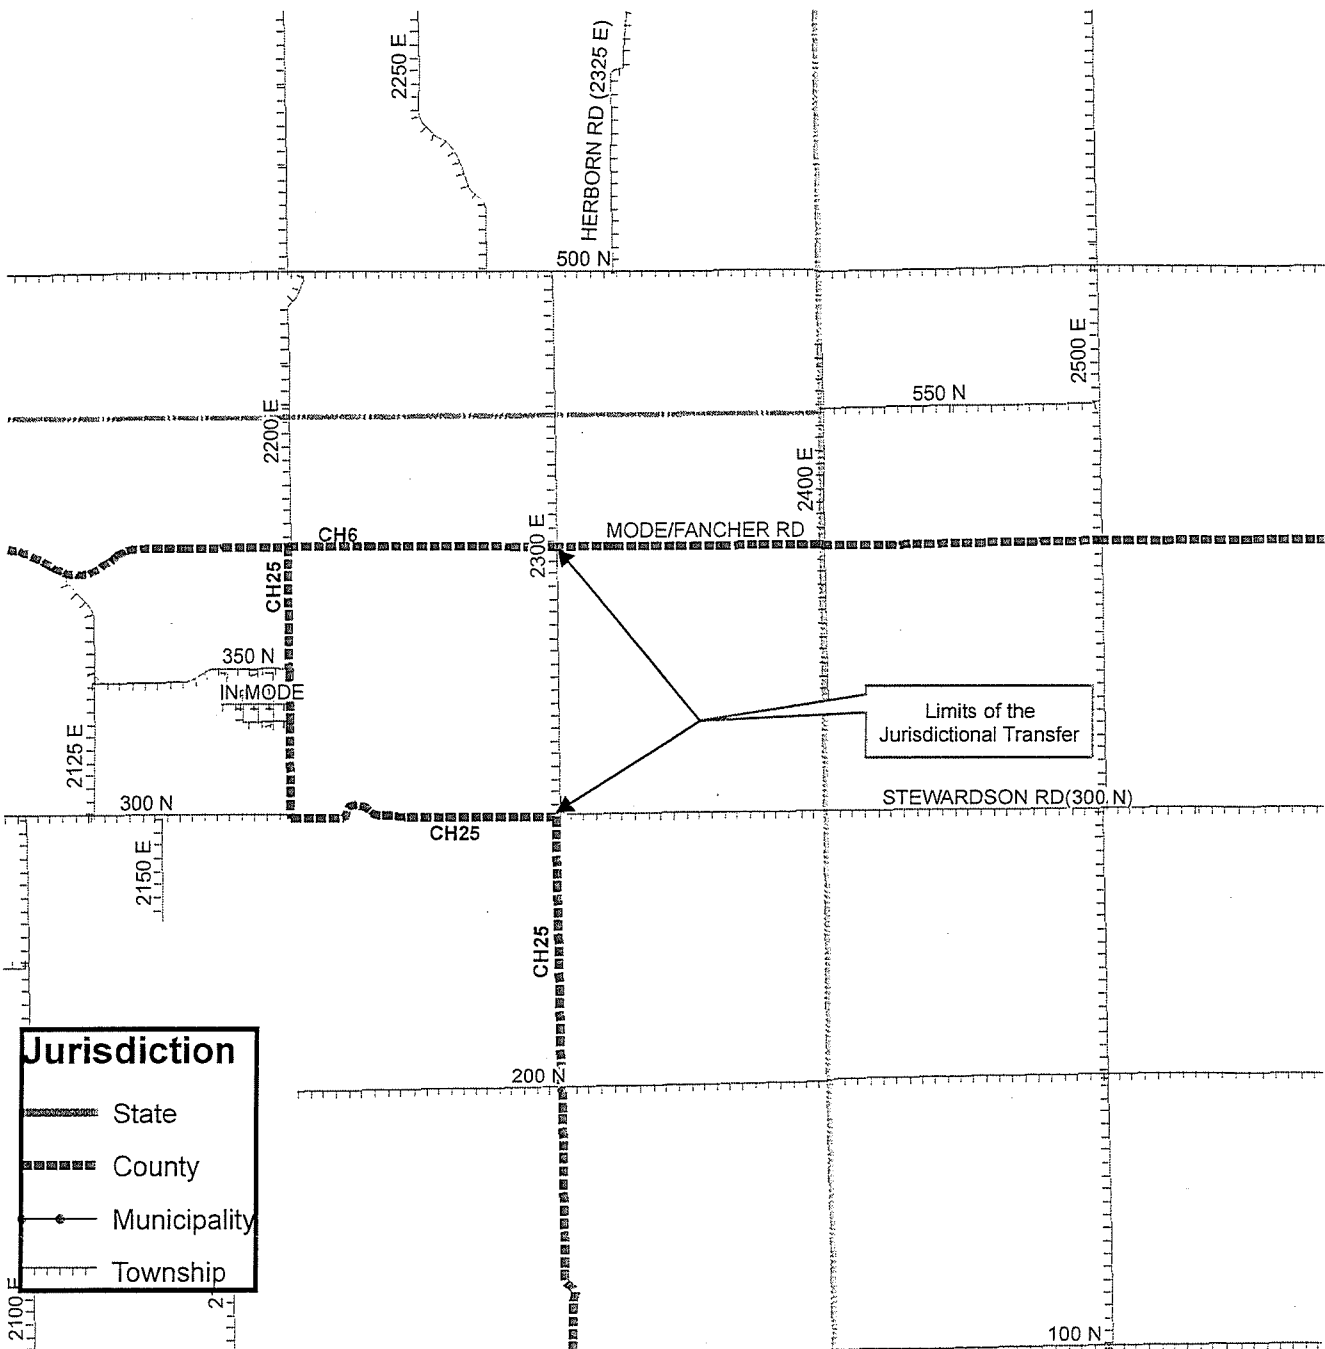 2250 E
HERBORN RD (2325 E)
500 N
2500 E
550 N
2200 E
2400 E
CH6
2300 E
MODE/FANCHER RD
CH25
350 N
IN MODE
Limits of the
Jurisdictional Transfer
2125 E
300 N
STEWARDSON RD(300 N)
CH25
2150 E
CH25
200 N
Jurisdiction
State
County
Municipality
Township
2100 E
100 N